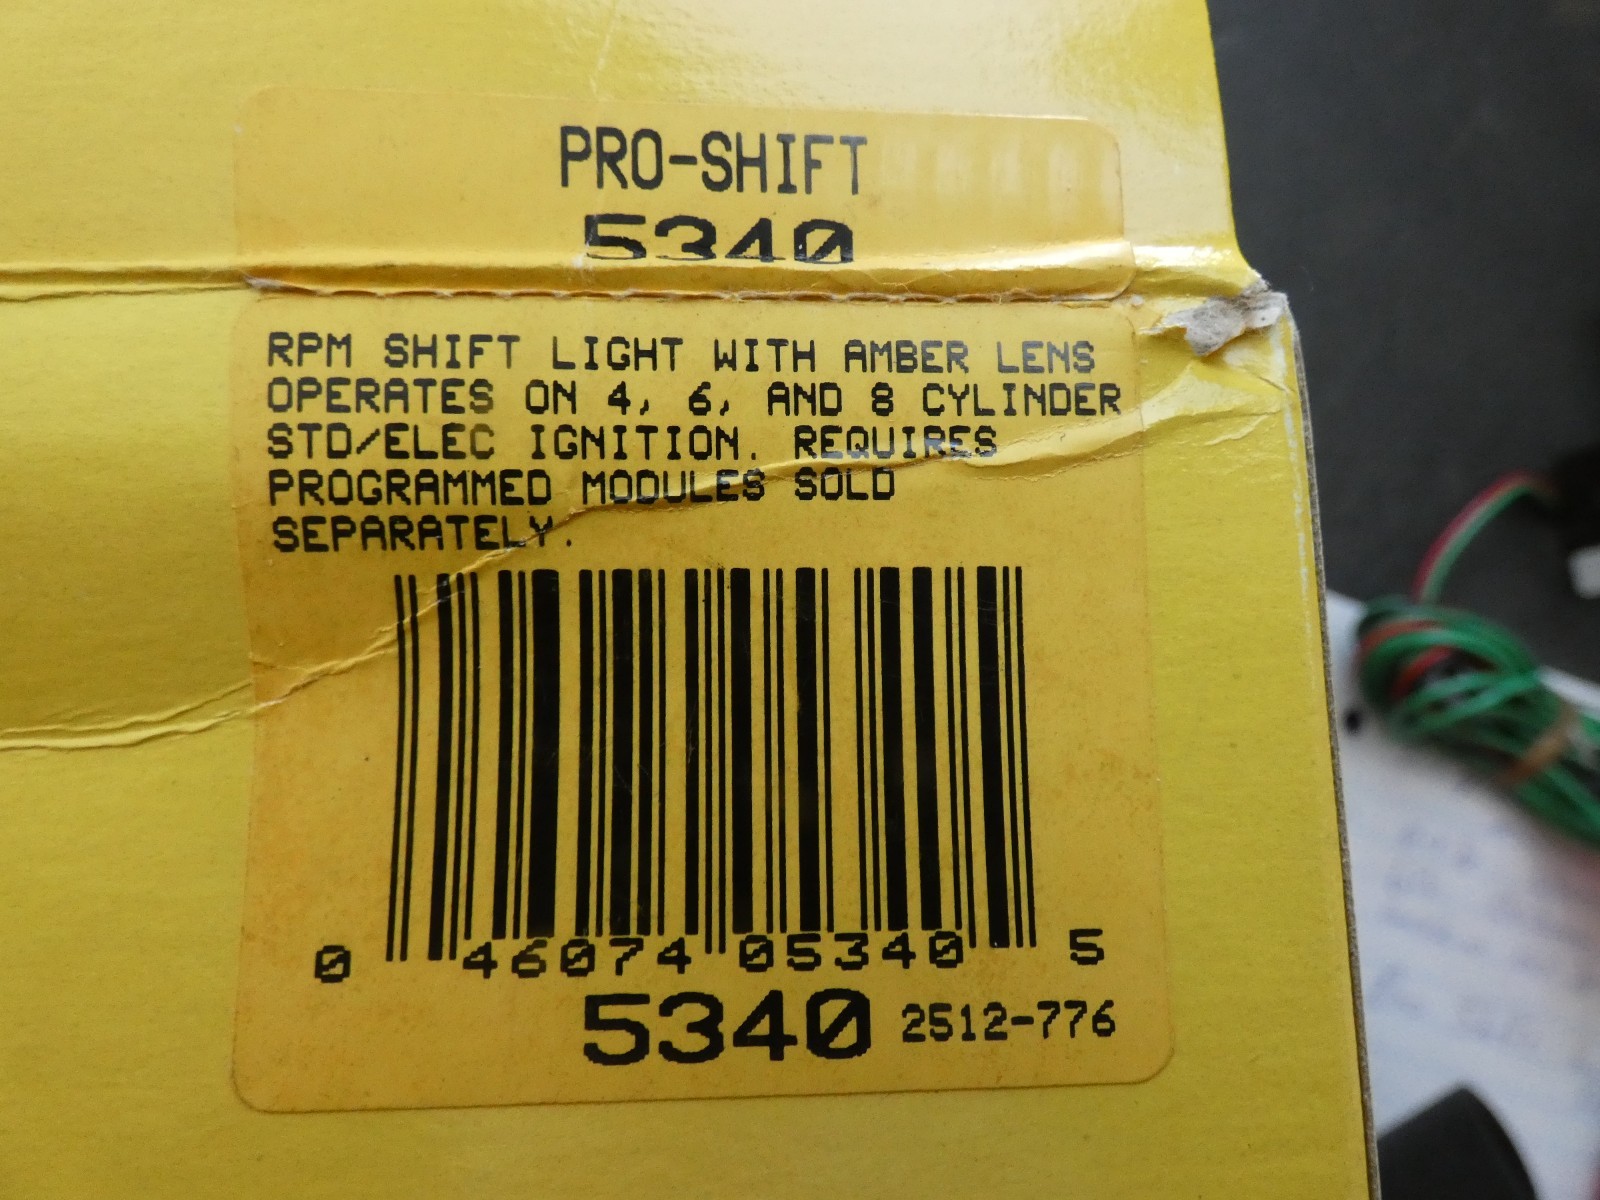 PRO-SHIFT
5340
RPM SHIFT LIGHT WITH AMBER LENS
OPERATES ON 4, 6, AND 8 CYLINDER
STD/ELEC IGNITION. REQUIRES
PROGRAMMED MODULES SOLD
SEPARATELY.
0 46074 05340 5
5340 2512-776